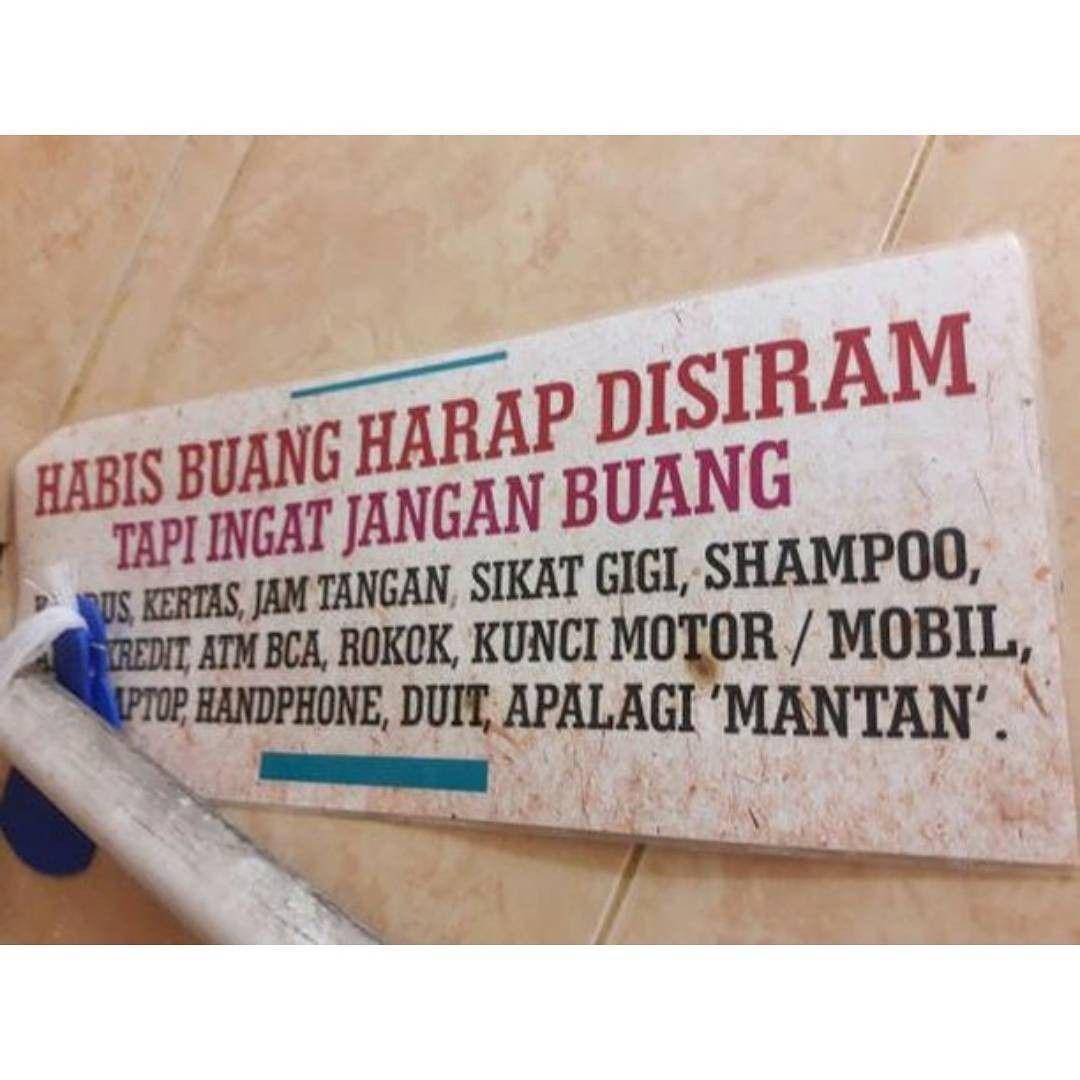 HABIS BUANG HARAP DISIRAM
TAPI INGAT JANGAN BUANG
KERTAS, JAM TANGAN, SIKAT GIGI, SHAMPOO,
KREDIT, ATM BCA, ROKOK, KUNCI MOTOR / MOBIL,
HANDPHONE, DUIT, APALAGI 'MANTAN'.